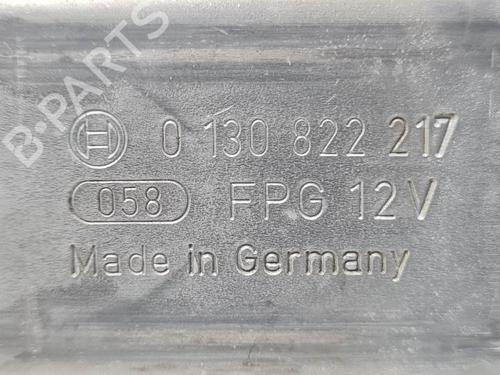 B-PARTS
0 130 822 217
058 FPG 12V
Made in Germany